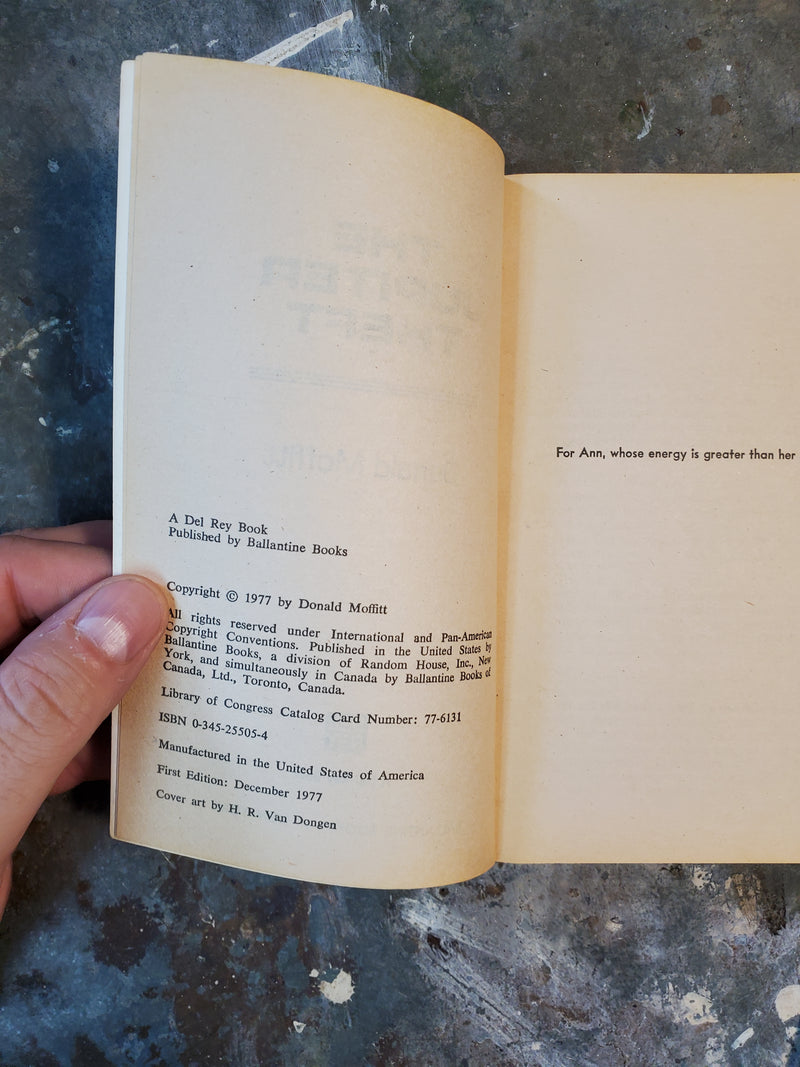 A Del Rey Book
Published by Ballantine Books
Copyright © 1977 by Donald Moffitt
All rights reserved under International and Pan-American
Copyright Conventions. Published in the United States by
Ballantine Books, a division of Random House, Inc., New
York, and simultaneously in Canada by Ballantine Books of
Canada, Ltd., Toronto, Canada.
Library of Congress Catalog Card Number: 77-6131
ISBN 0-345-25505-4
Manufactured in the United States of America
First Edition: December 1977
Cover art by H. R. Van Dongen
For Ann, whose energy is greater than her